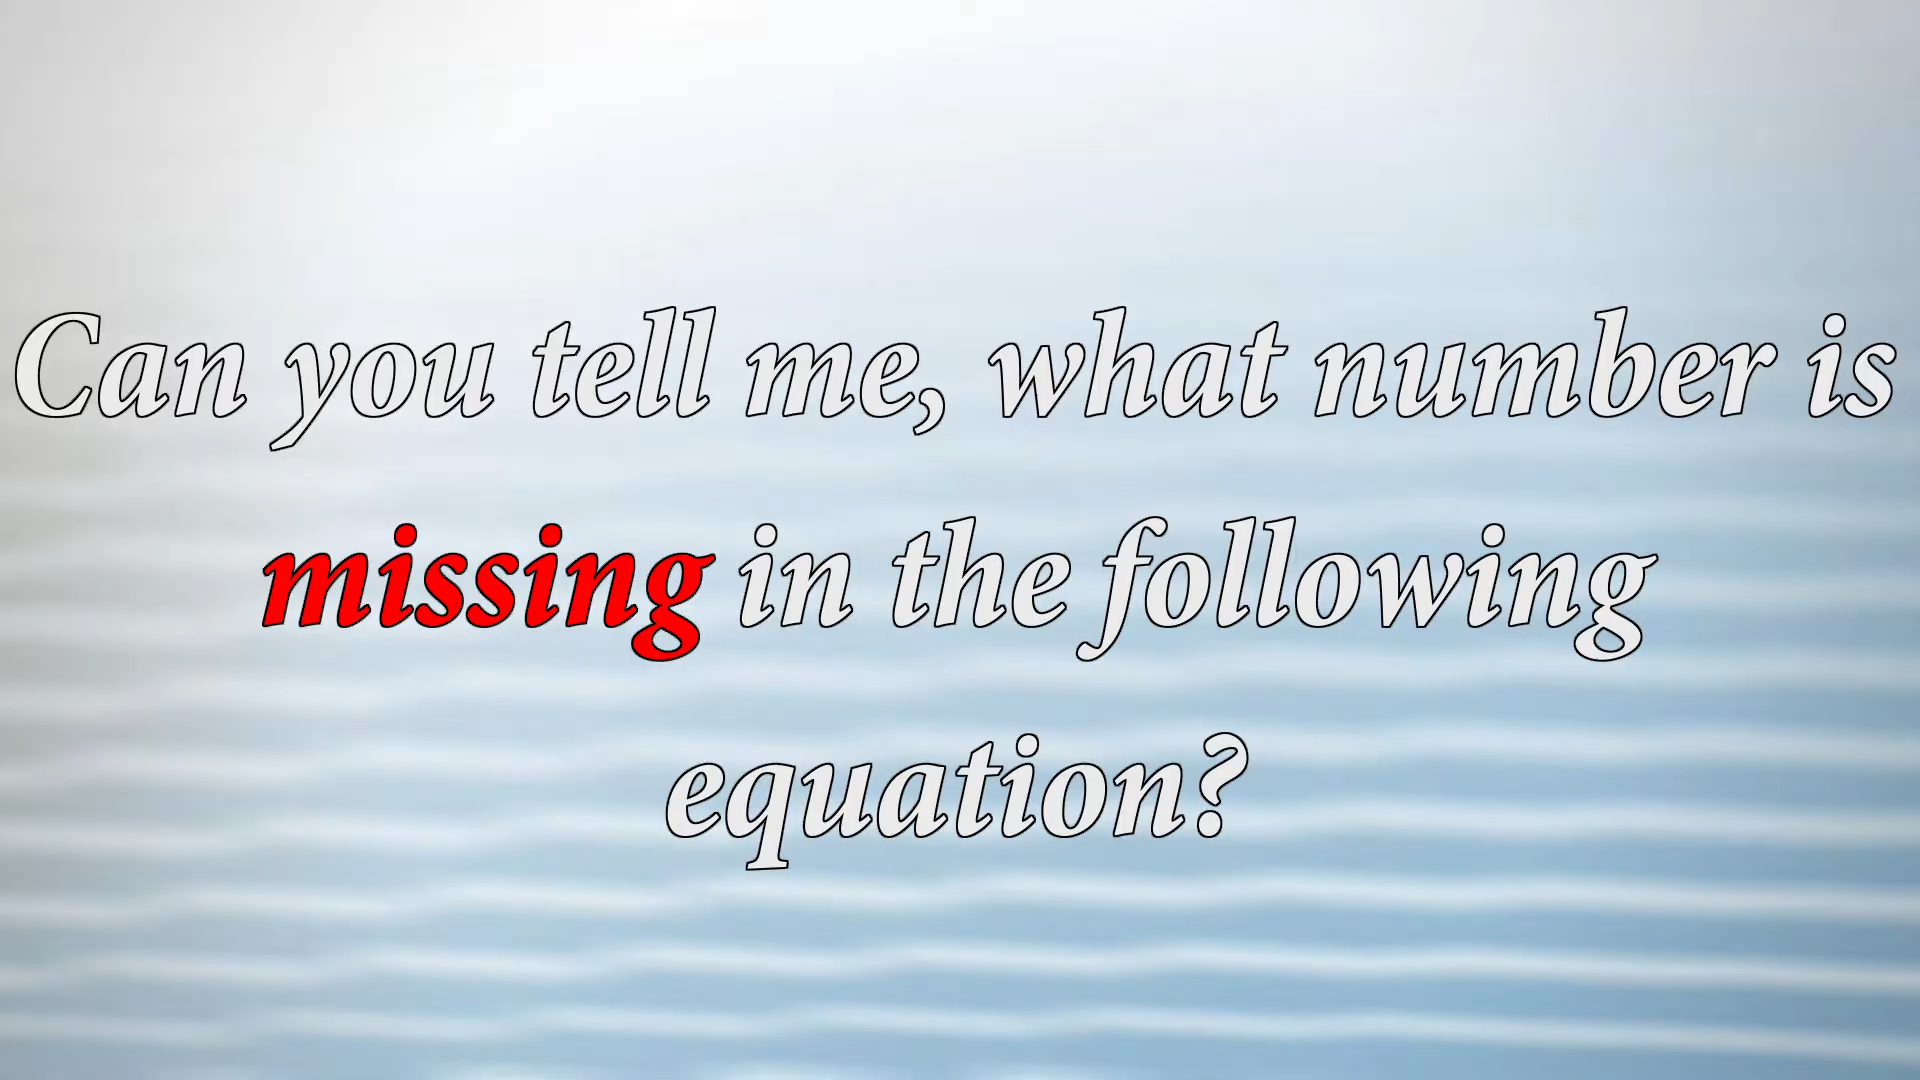 Can you tell me, what number is
missing in the following
equation?